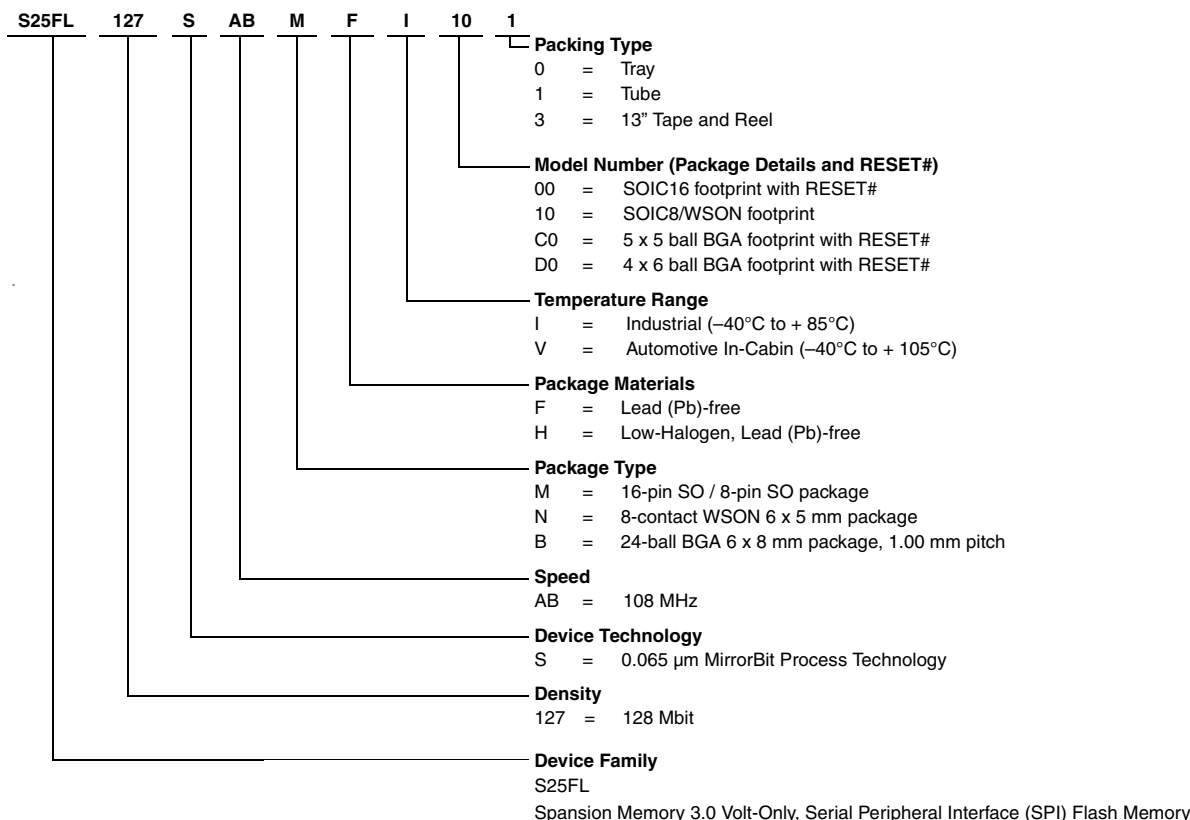 S25FL 127 S AB M F I 10 1
Packing Type
0 = Tray
1 = Tube
3 = 13” Tape and Reel
Model Number (Package Details and RESET#)
00 = SOIC16 footprint with RESET#
10 = SOIC8/WSON footprint
C0 = 5 x 5 ball BGA footprint with RESET#
D0 = 4 x 6 ball BGA footprint with RESET#
Temperature Range
I = Industrial (–40°C to + 85°C)
V = Automotive In-Cabin (–40°C to + 105°C)
Package Materials
F = Lead (Pb)-free
H = Low-Halogen, Lead (Pb)-free
Package Type
M = 16-pin SO / 8-pin SO package
N = 8-contact WSON 6 x 5 mm package
B = 24-ball BGA 6 x 8 mm package, 1.00 mm pitch
Speed
AB = 108 MHz
Device Technology
S = 0.065 µm MirrorBit Process Technology
Density
127 = 128 Mbit
Device Family
S25FL
Spansion Memory 3.0 Volt-Only, Serial Peripheral Interface (SPI) Flash Memory